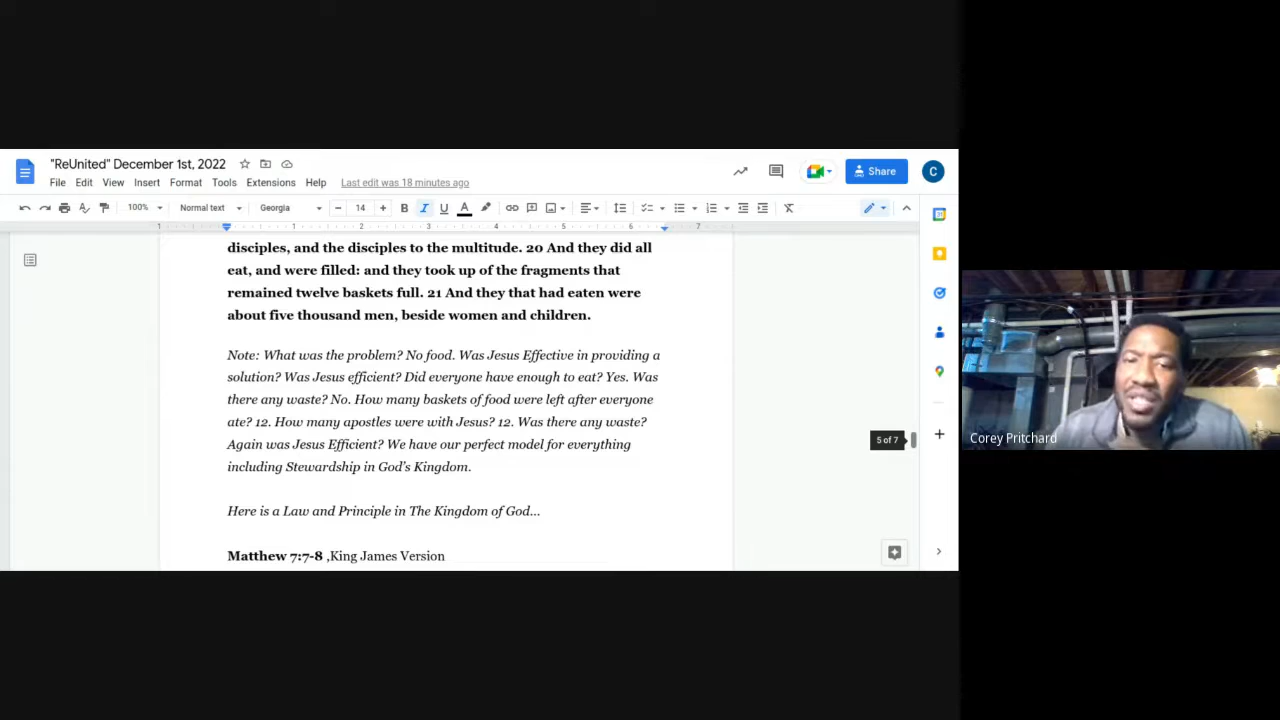 "ReUnited" December 1st, 2022
File Edit View Insert Format Tools Extensions Help Last edit was 18 minutes ago
Share
C
100% Normal text Georgia 14 B I U A
1 1 2 3 4 5 6 7
disciples, and the disciples to the multitude. 20 And they did all
eat, and were filled: and they took up of the fragments that
remained twelve baskets full. 21 And they that had eaten were
about five thousand men, beside women and children.
Note: What was the problem? No food. Was Jesus Effective in providing a
solution? Was Jesus efficient? Did everyone have enough to eat? Yes. Was
there any waste? No. How many baskets of food were left after everyone
ate? 12. How many apostles were with Jesus? 12. Was there any waste?
Again was Jesus Efficient? We have our perfect model for everything
including Stewardship in God's Kingdom.
5 of 7
Corey Pritchard
Here is a Law and Principle in The Kingdom of God...
Matthew 7:7-8 ,King James Version